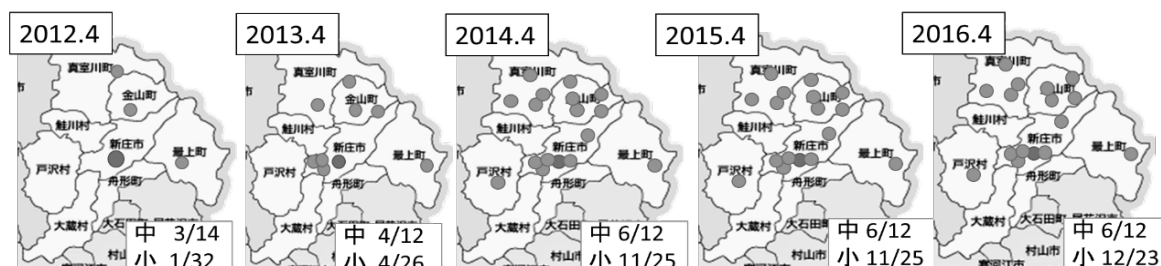 2012.4
真室川町
金山町
鮭川村
新庄市
戸沢村
最上町
舟形町
大蔵村
大石田町
中 3/14
小 1/32
2013.4
市
真室川町
金山町
鮭川村
新庄市
戸沢村
最上町
舟形町
大蔵村
中 4/12
小 4/26
2014.4
市
真室川町
山町
鮭川村
新庄市
戸沢村
最上町
舟形町
大蔵村
大石田
中 6/12
小 11/25
2015.4
市
真室川町
山町
鮭川村
新庄市
戸沢村
最上町
舟形町
大蔵村
大石田町
中 6/12
小 11/25
2016.4
市
真室川町
山町
鮭川村
新庄市
戸沢村
最上町
舟形町
大蔵村
大石田町
村山市
中 6/12
小 12/23